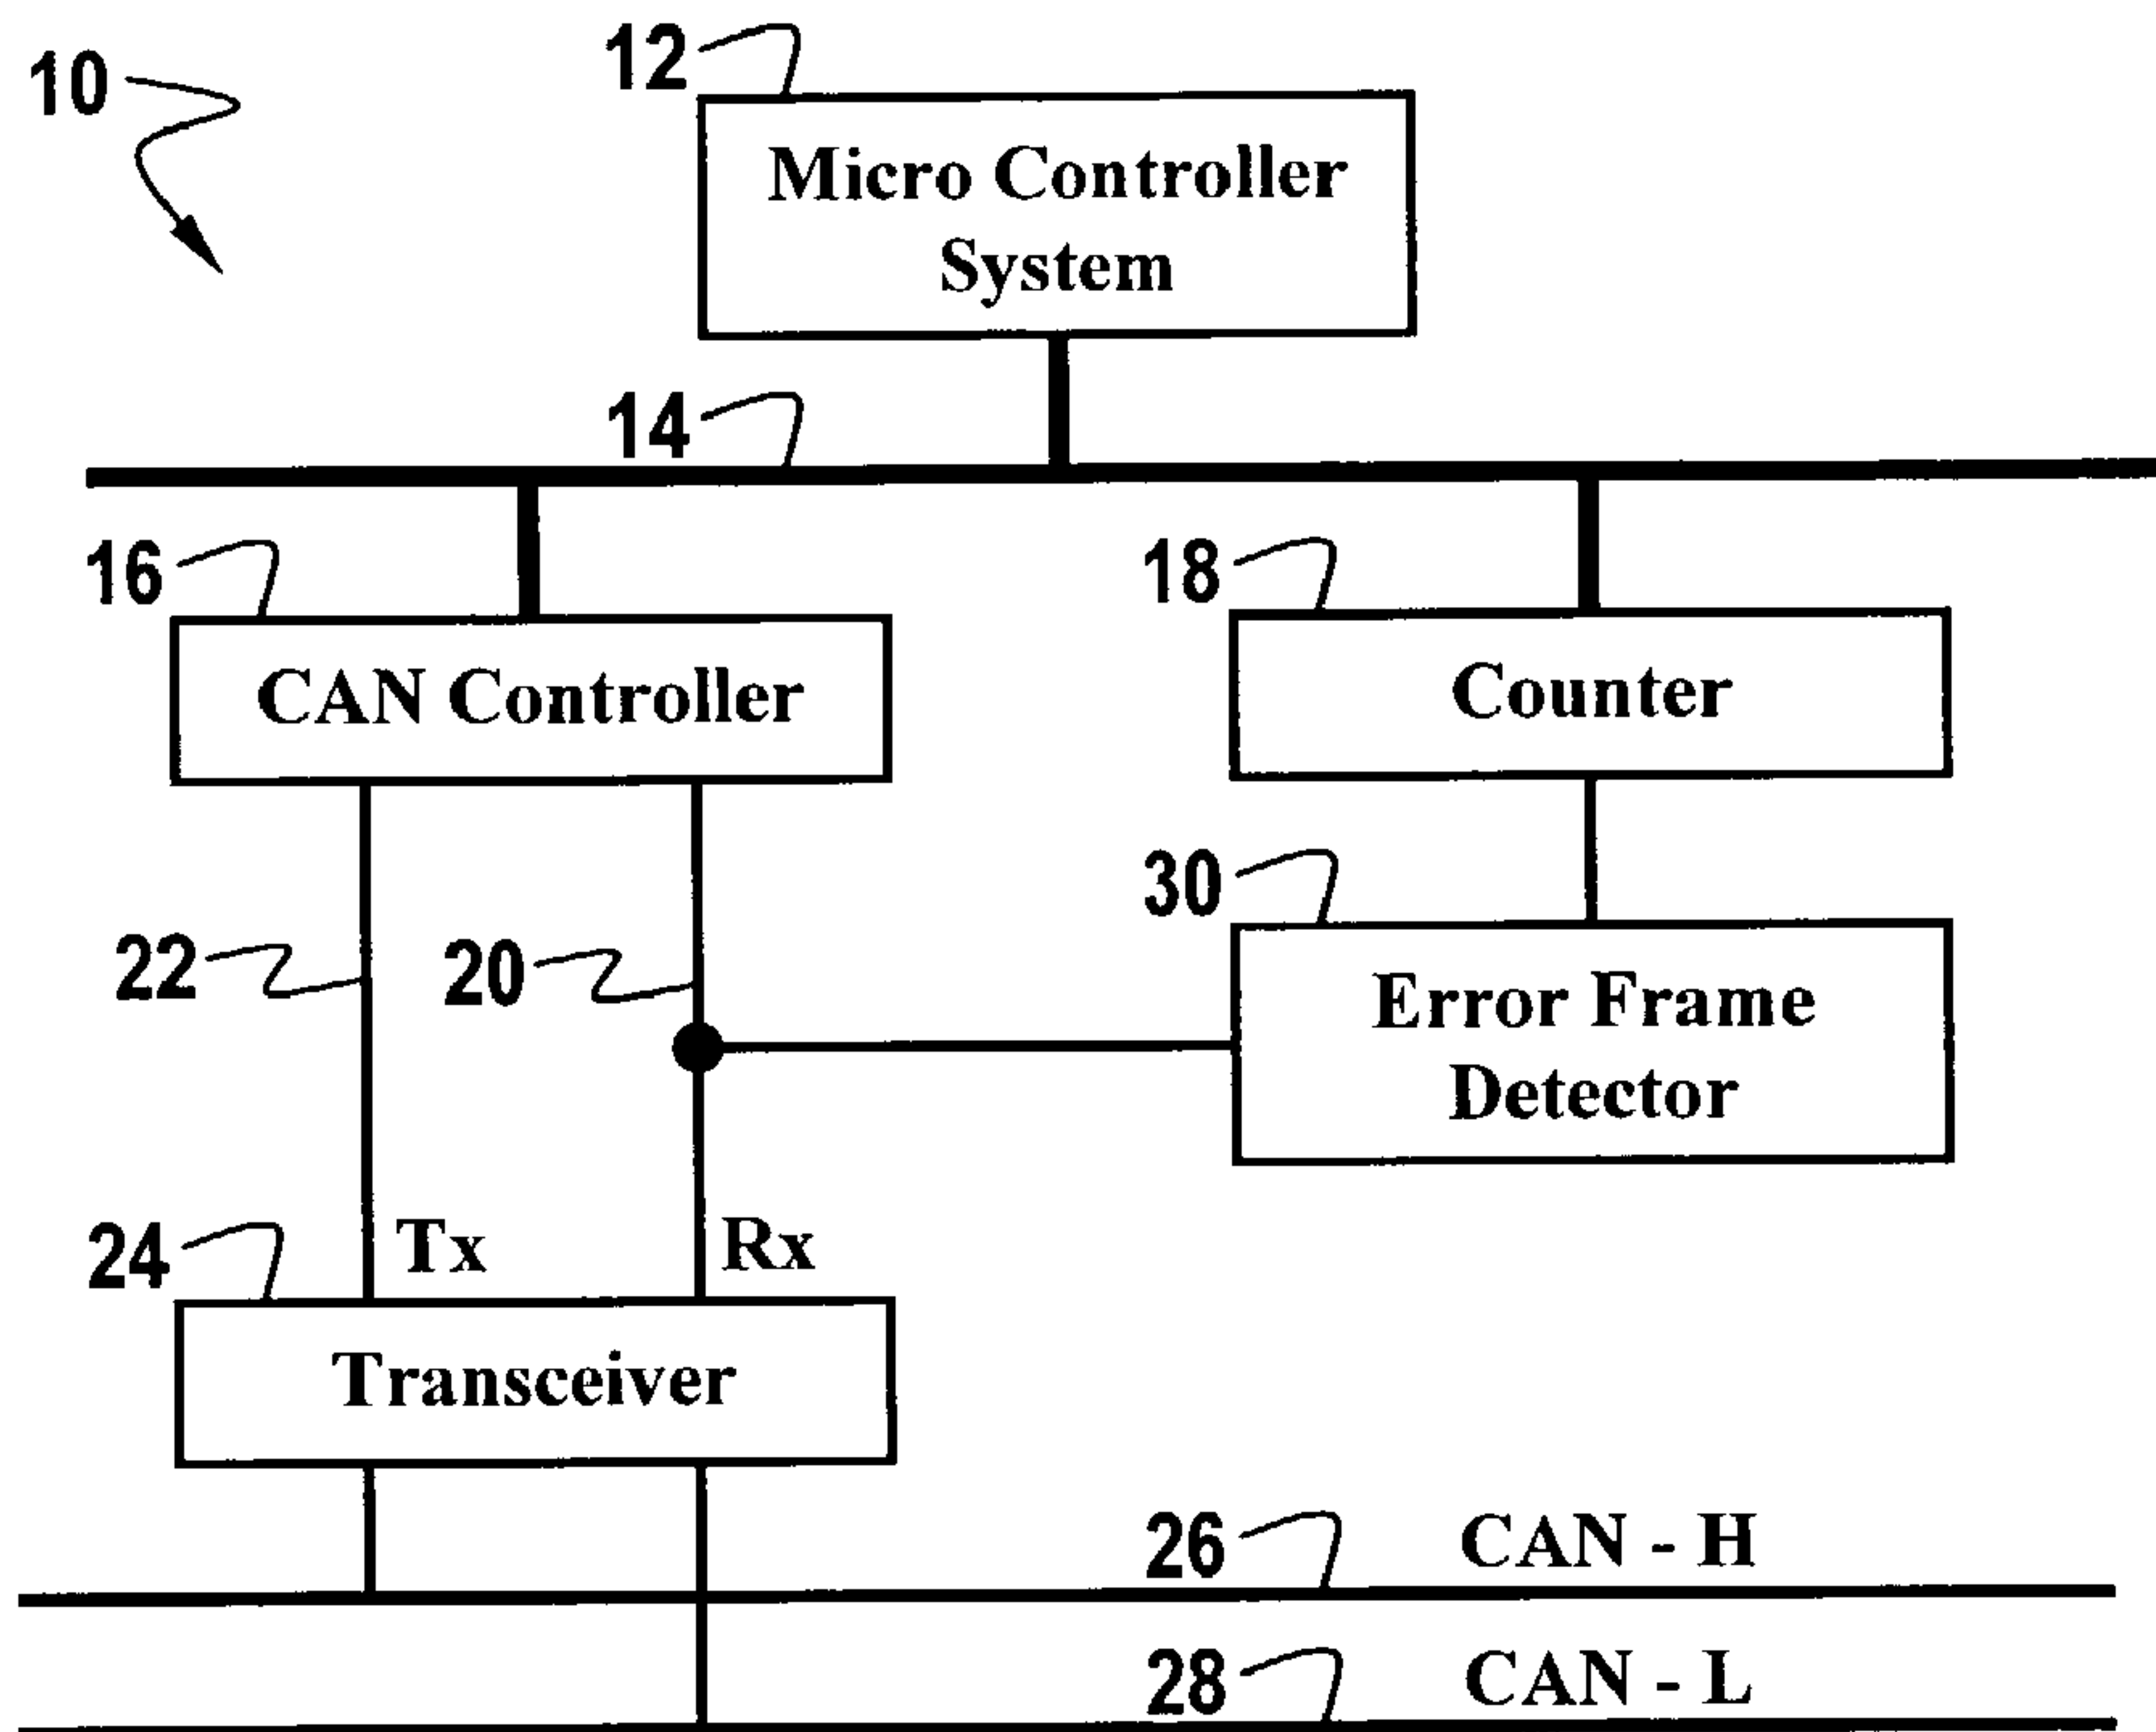 10
12
Micro Controller
System
14
16
18
CAN Controller
Counter
30
22
20
Error Frame
Detector
24
Tx
Rx
Transceiver
26
CAN - H
28
CAN - L